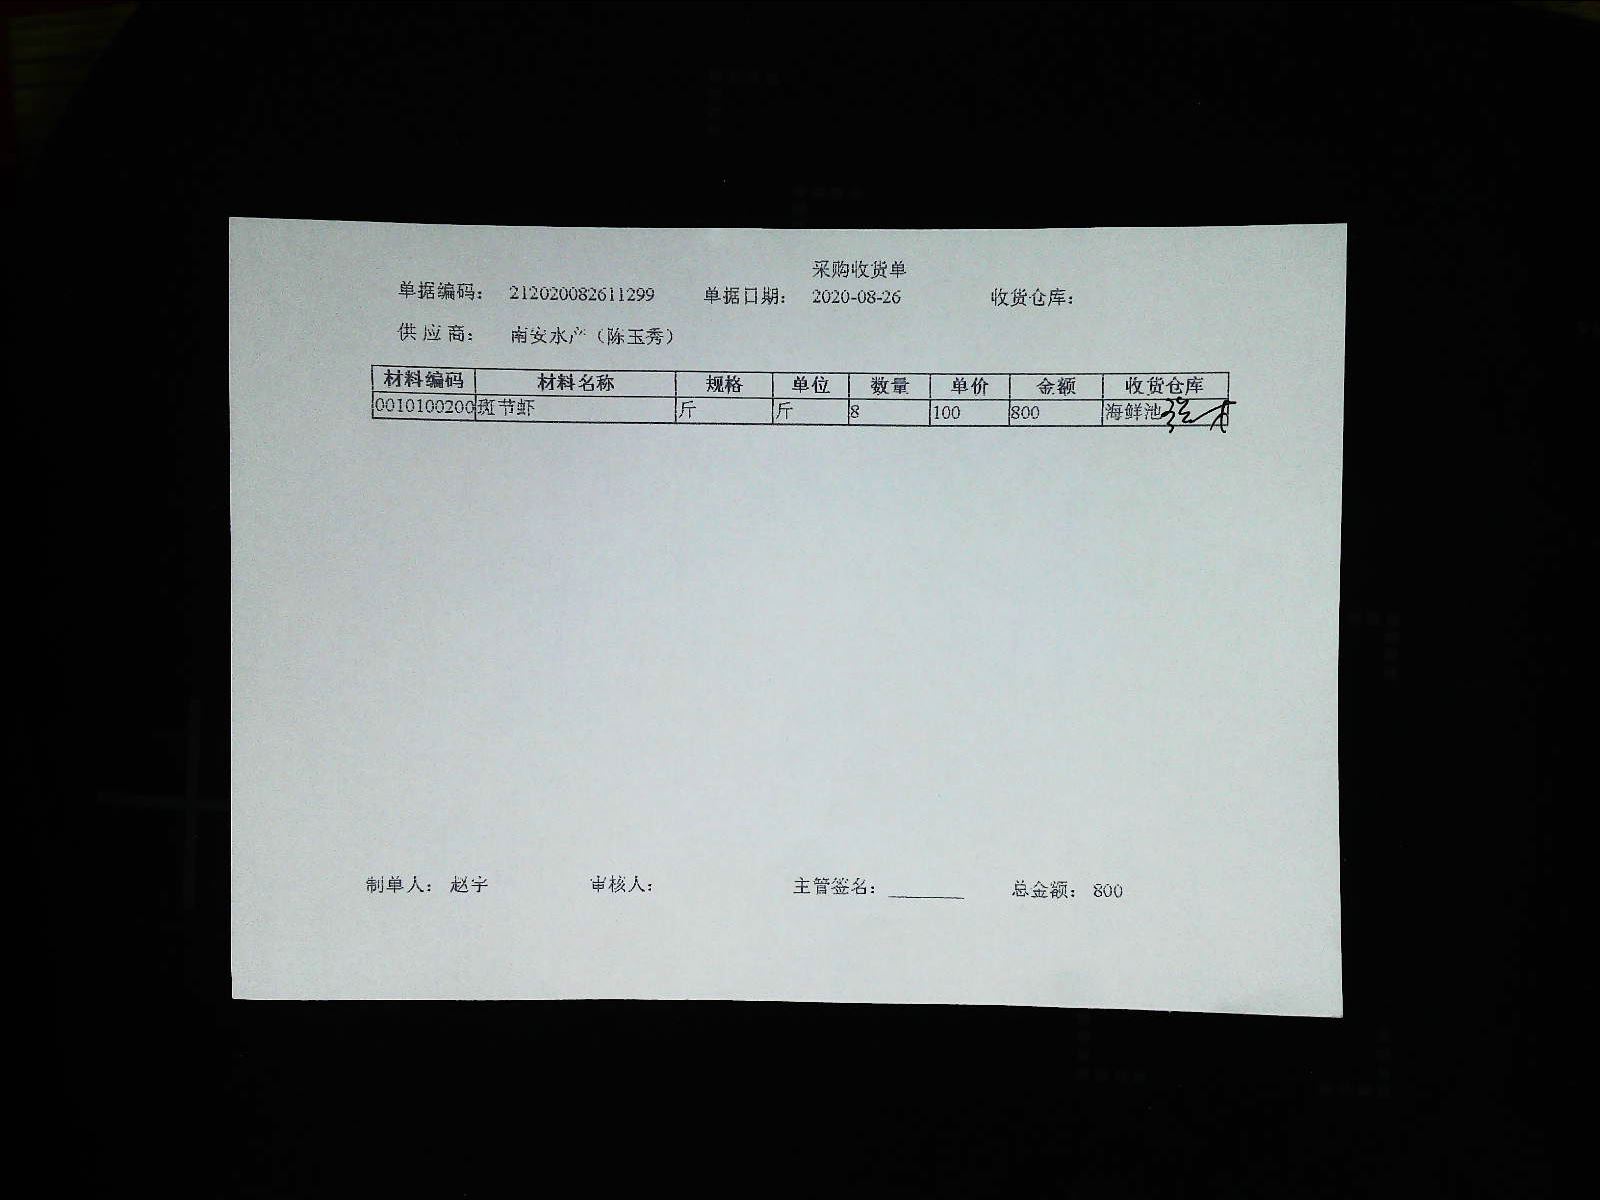 采购收货单
单据编码: 212020082611299 单据日期: 2020-08-26 收货仓库:
供应商: 南安水产（陈玉秀）
材料编码 材料名称 规格 单位 数量 单价 金额 收货仓库
0010100200 斑节虾 斤 斤 8 100 800 海鲜池
制单人: 赵宇 审核人: 主管签名: 总金额: 800